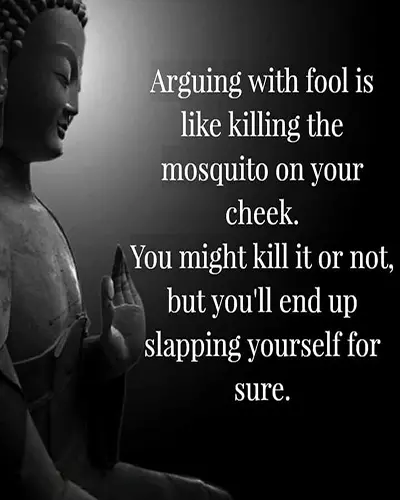 Arguing with fool is
like killing the
mosquito on your
cheek.
You might kill it or not,
but you'll end up
slapping yourself for
sure.